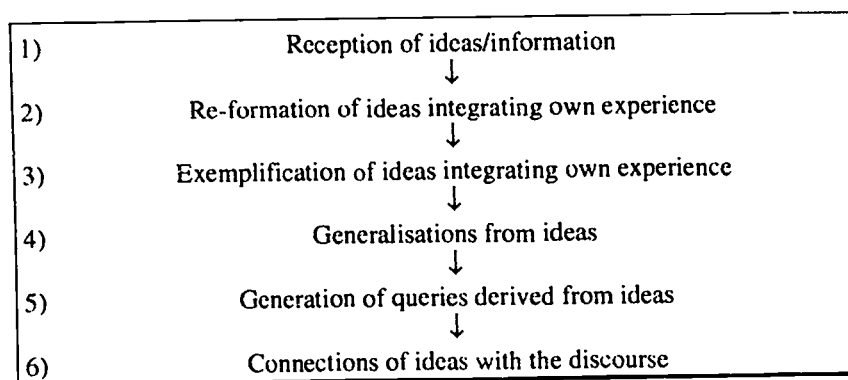 1) Reception of ideas/information
↓
2) Re-formation of ideas integrating own experience
↓
3) Exemplification of ideas integrating own experience
↓
4) Generalisations from ideas
↓
5) Generation of queries derived from ideas
↓
6) Connections of ideas with the discourse